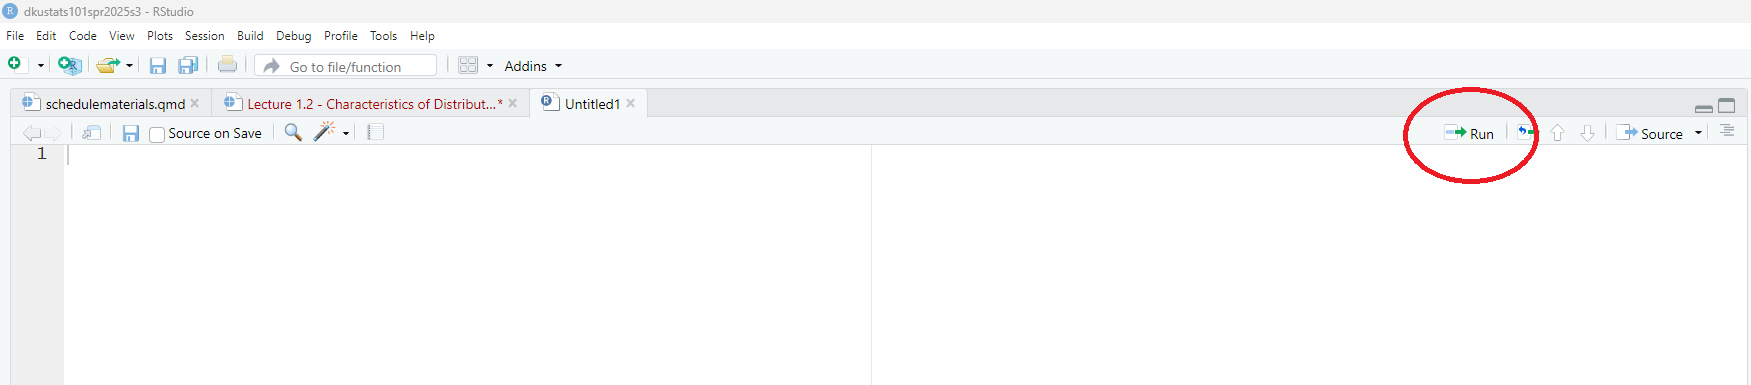 R dkustats101spr2025s3 - RStudio
File Edit Code View Plots Session Build Debug Profile Tools Help
R Go to file/function Addins
schedulematerials.qmd Lecture 1.2 - Characteristics of Distribut...* R Untitled1
Source on Save Run Source
1